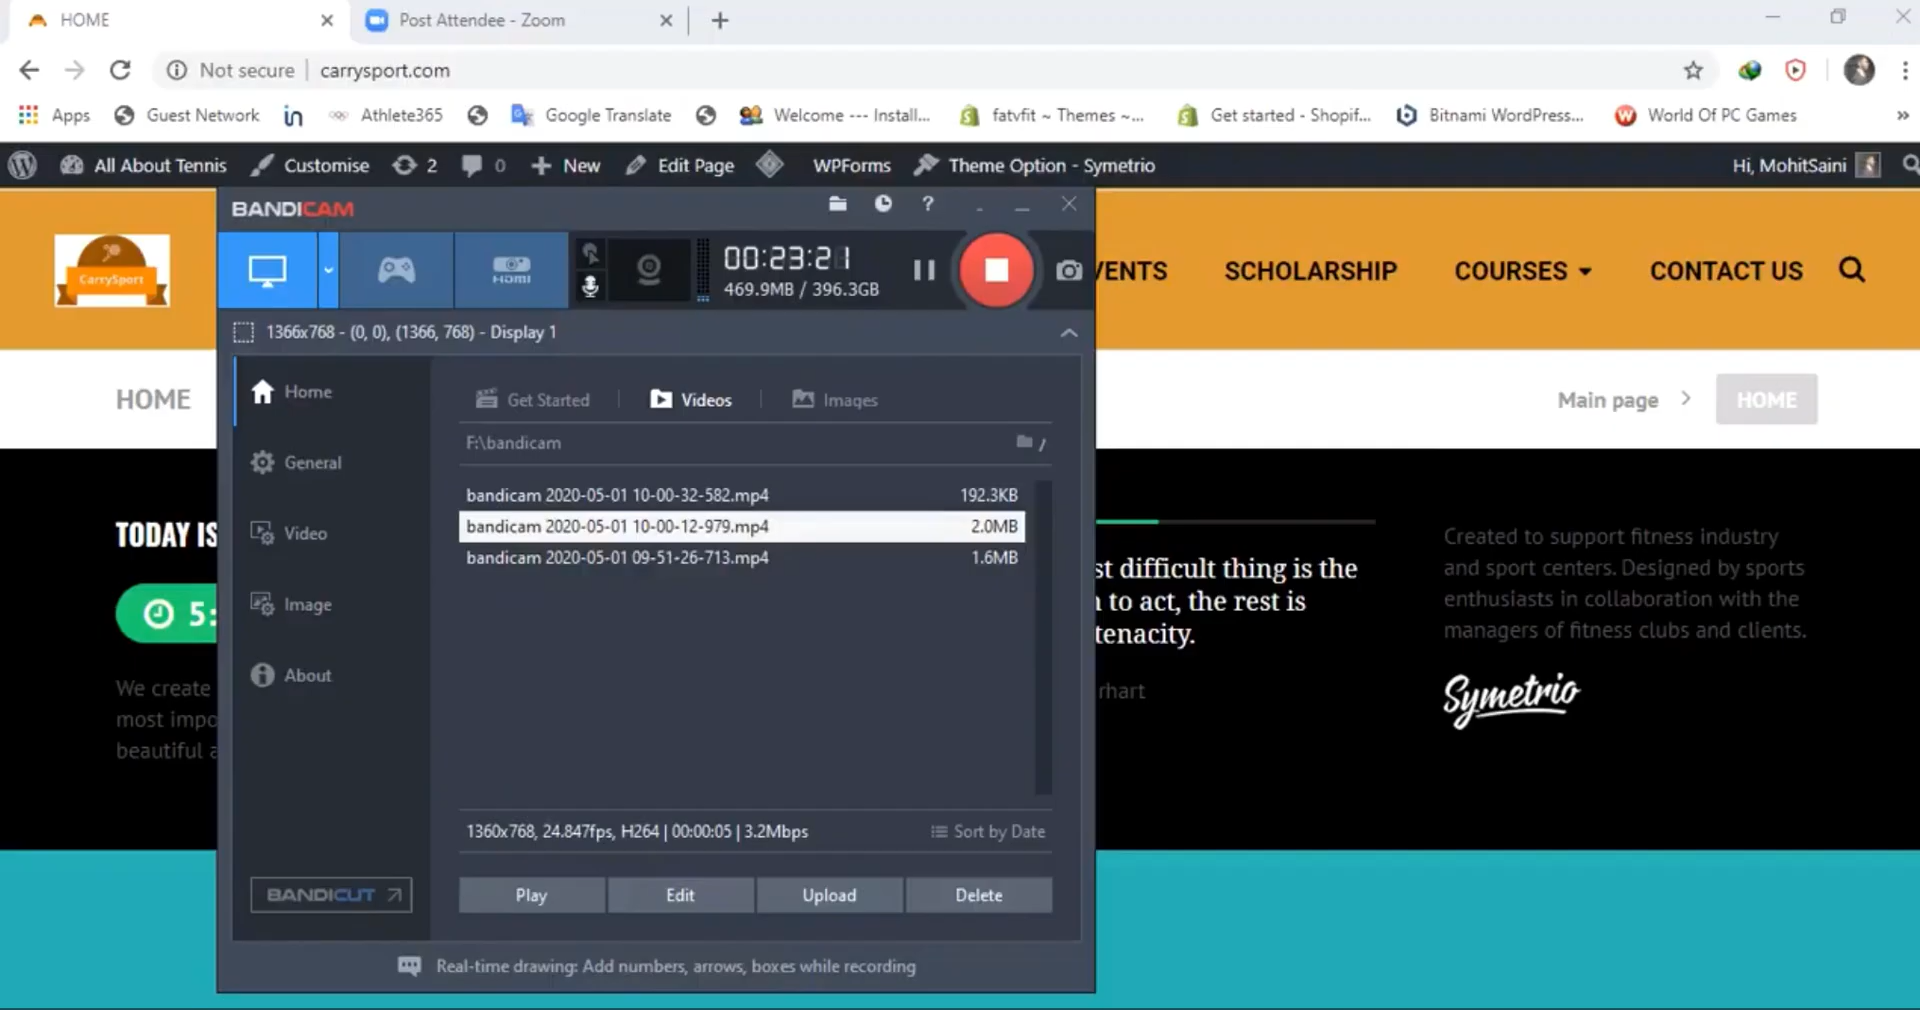 HOME
Post Attendee - Zoom
Not secure
carrysport.com
Apps
Guest Network
in
Athlete365
Google Translate
Welcome --- Install...
fatvfit ~ Themes ~...
Get started - Shopif...
Bitnami WordPress...
World Of PC Games
»
All About Tennis
Customise
2
0
New
Edit Page
WPForms
Theme Option - Symetrio
Hi, MohitSaini
BANDICAM
?
CarrySport
HDMI
00:23:21
469.9MB / 396.3GB
VENTS
SCHOLARSHIP
COURSES
CONTACT US
1366x768 - (0, 0), (1366, 768) - Display 1
HOME
Main page
HOME
Home
General
Video
Image
About
Get Started
Videos
Images
F:\bandicam
/
bandicam 2020-05-01 10-00-32-582.mp4 192.3KB
bandicam 2020-05-01 10-00-12-979.mp4 2.0MB
bandicam 2020-05-01 09-51-26-713.mp4 1.6MB
TODAY IS
5:
We create
most impo
beautiful a
st difficult thing is the
to act, the rest is
tenacity.
rhart
Created to support fitness industry
and sport centers. Designed by sports
enthusiasts in collaboration with the
managers of fitness clubs and clients.
Symetrio
1360x768, 24.847fps, H264 | 00:00:05 | 3.2Mbps
Sort by Date
BANDICUT
Play
Edit
Upload
Delete
Real-time drawing: Add numbers, arrows, boxes while recording